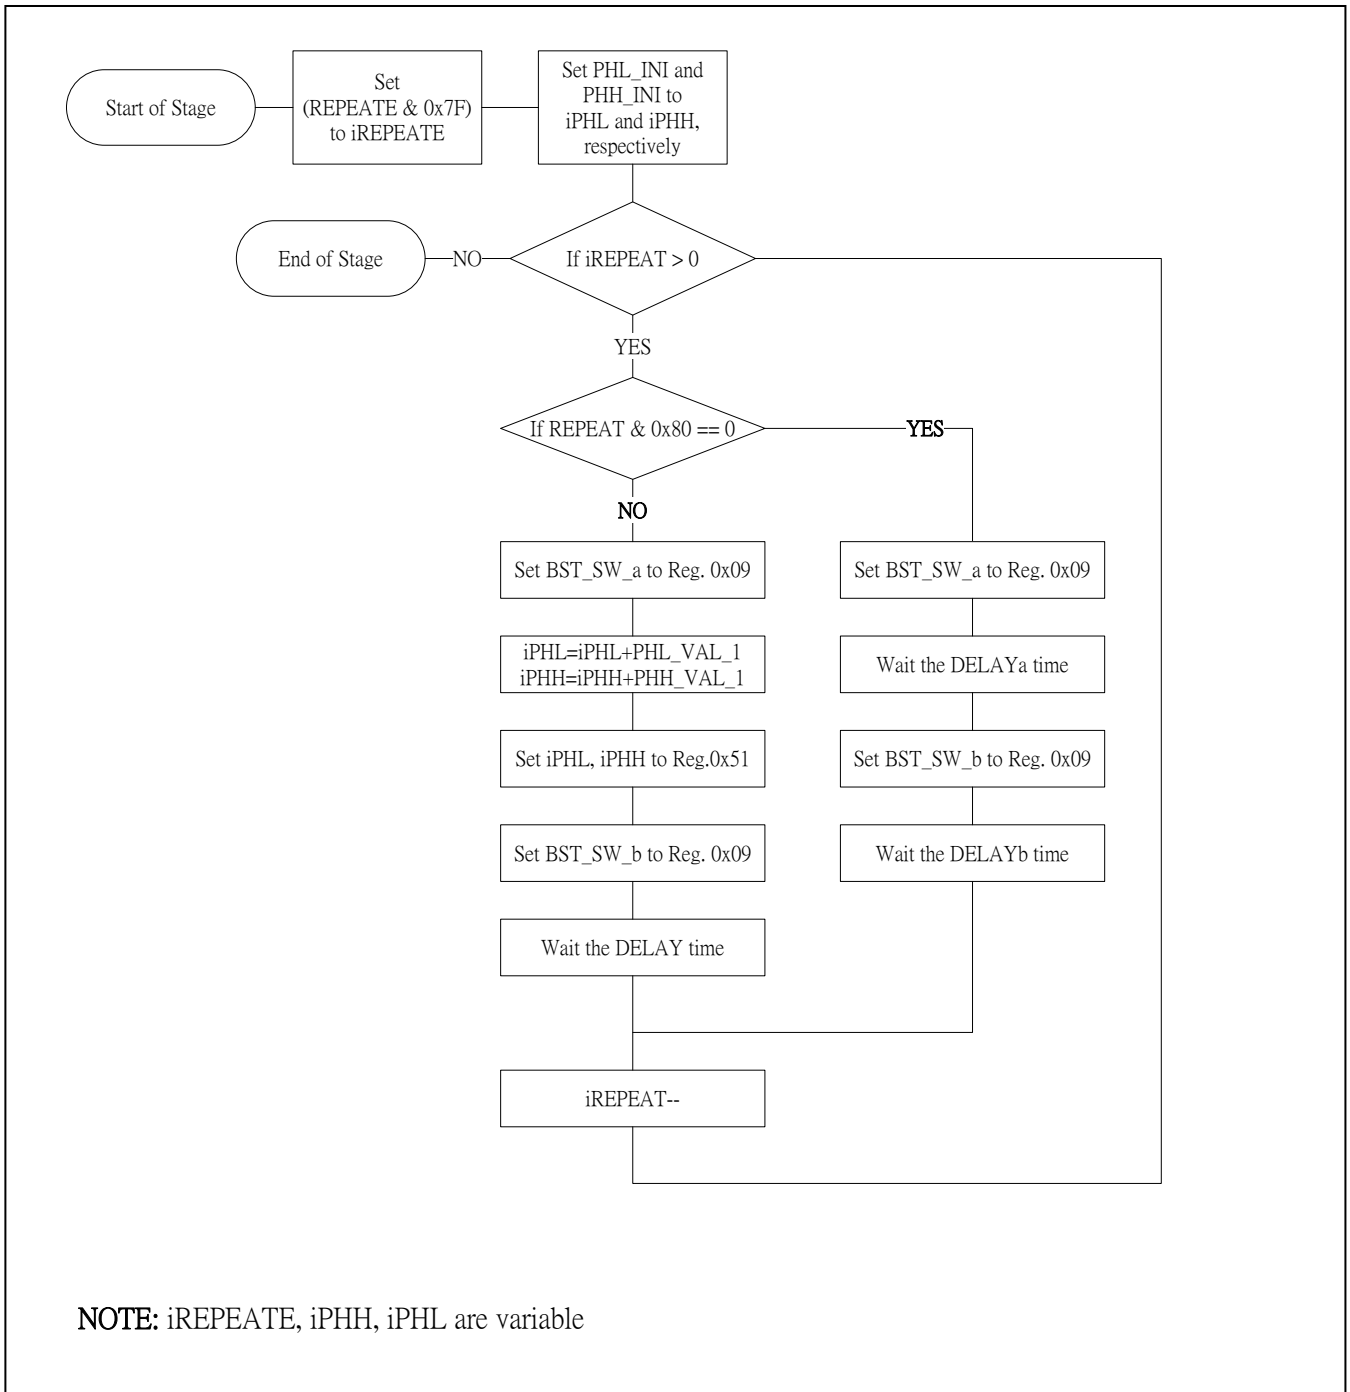 Start of Stage
Set
(REPEATE & 0x7F)
to iREPEATE
Set PHL_INI and
PHH_INI to
iPHL and iPHH,
respectively
End of Stage
NO
If iREPEAT > 0
YES
If REPEAT & 0x80 == 0
YES
NO
Set BST_SW_a to Reg. 0x09
iPHL=iPHL+PHL_VAL_1
iPHH=iPHH+PHH_VAL_1
Set iPHL, iPHH to Reg.0x51
Set BST_SW_b to Reg. 0x09
Wait the DELAY time
Set BST_SW_a to Reg. 0x09
Wait the DELAYa time
Set BST_SW_b to Reg. 0x09
Wait the DELAYb time
iREPEAT--
NOTE: iREPEATE, iPHH, iPHL are variable